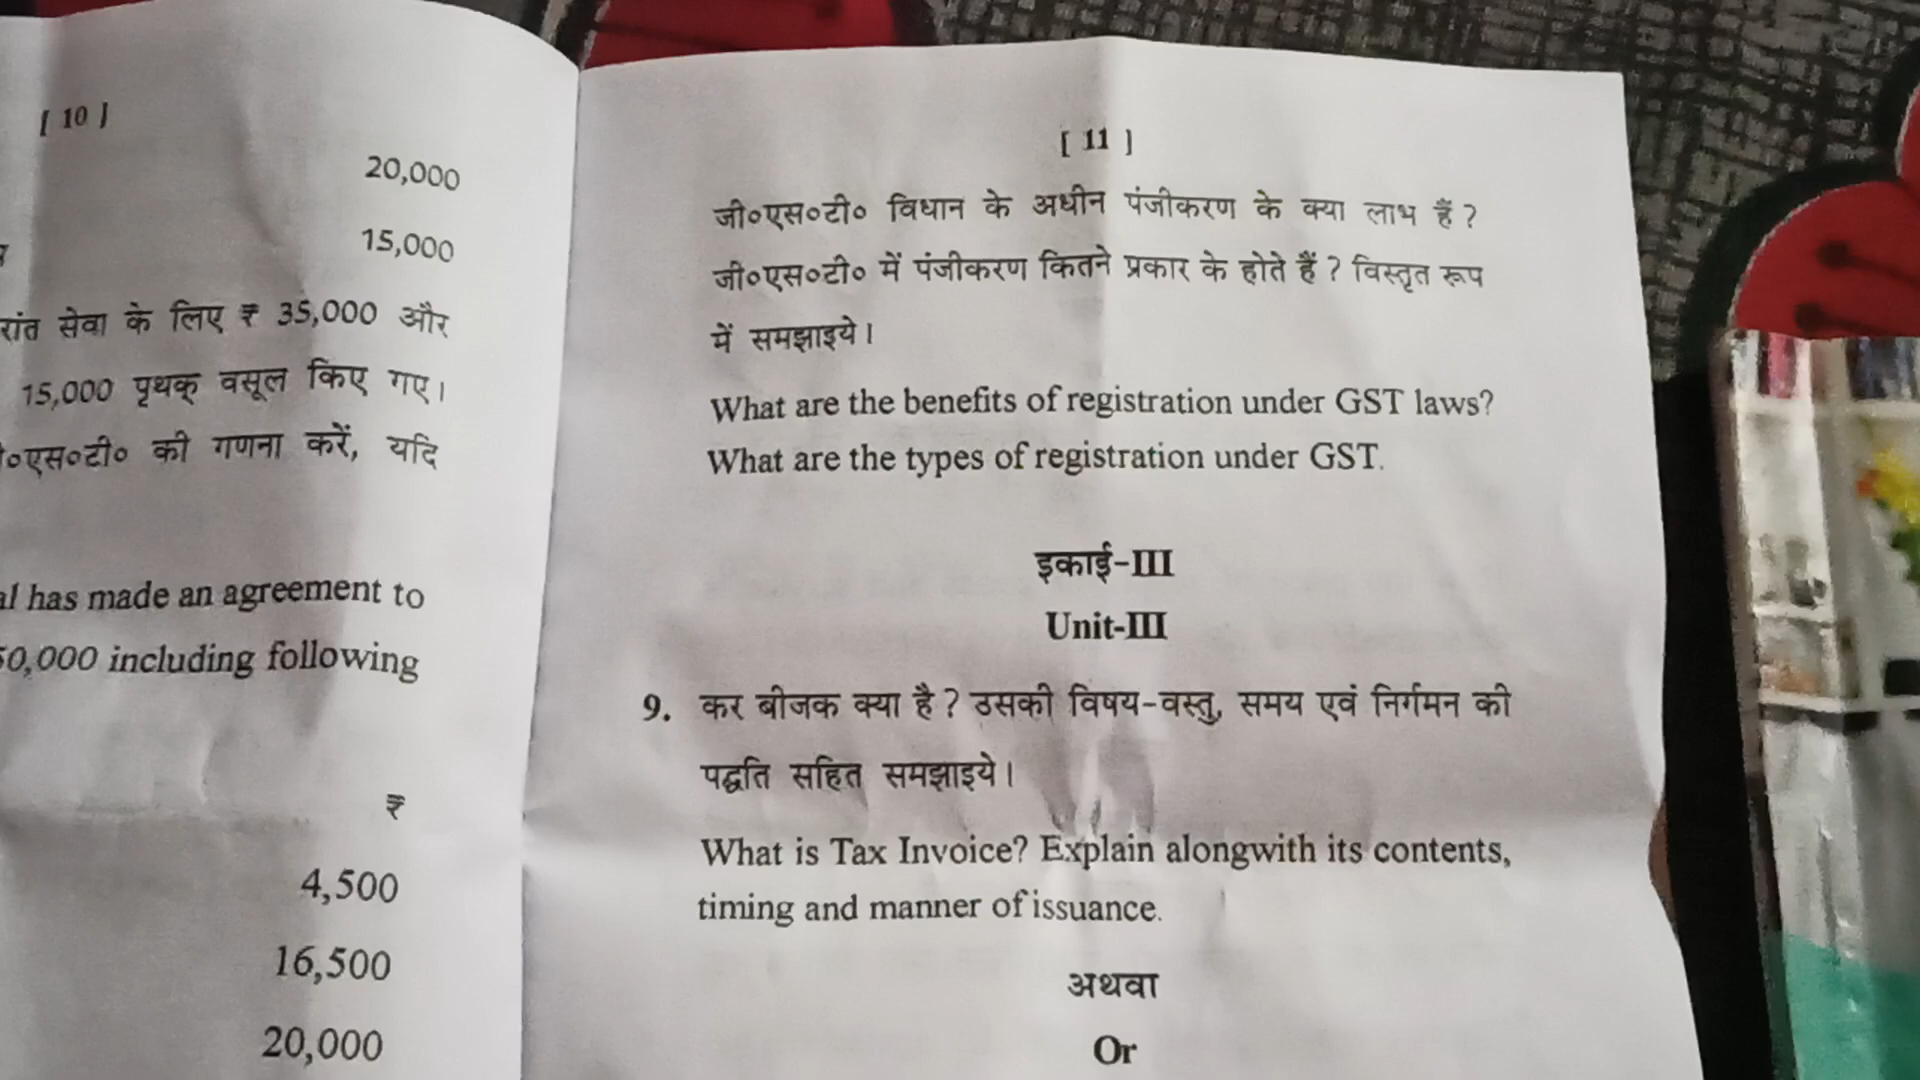 [ 10 ]
20,000
15,000
सेवा के लिए ₹ 35,000 और
15,000 पृथक् वसूल किए गए।
की गणना करें, यदि
has made an agreement to
including following
₹
4,500
16,500
20,000
[ 11 ]
जी०एस०टी० विधान के अधीन पंजीकरण के क्या लाभ हैं ?
जी०एस०टी० में पंजीकरण कितने प्रकार के होते हैं ? विस्तृत रूप
में समझाइये।
What are the benefits of registration under GST laws?
What are the types of registration under GST.
इकाई-III
Unit-III
9. कर बीजक क्या है ? उसकी विषय-वस्तु, समय एवं निर्गमन की
पद्धति सहित समझाइये।
What is Tax Invoice? Explain alongwith its contents,
timing and manner of issuance.
अथवा
Or